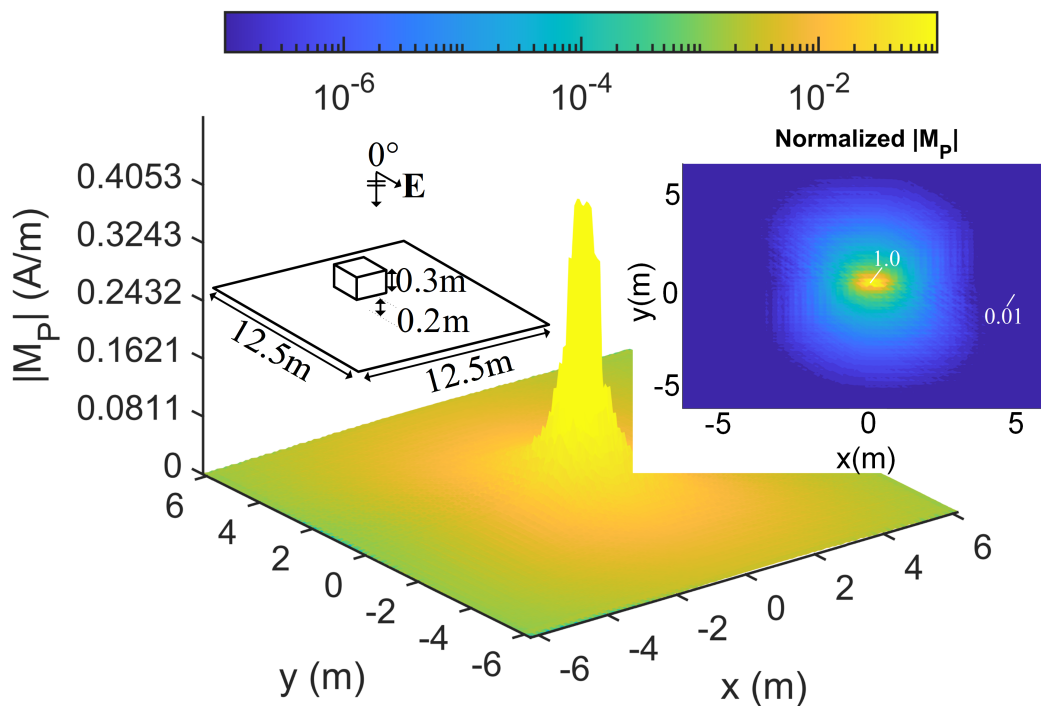 10^-6
10^-4
10^-2
|M_P| (A/m)
0.4053
0.3243
0.2432
0.1621
0.0811
0
0°
E
0.3m
0.2m
12.5m
12.5m
Normalized |M_P|
y(m)
5
0
-5
1.0
0.01
-5
0
5
x(m)
6
4
2
0
-2
-4
-6
y (m)
-6
-4
-2
0
2
4
6
x (m)